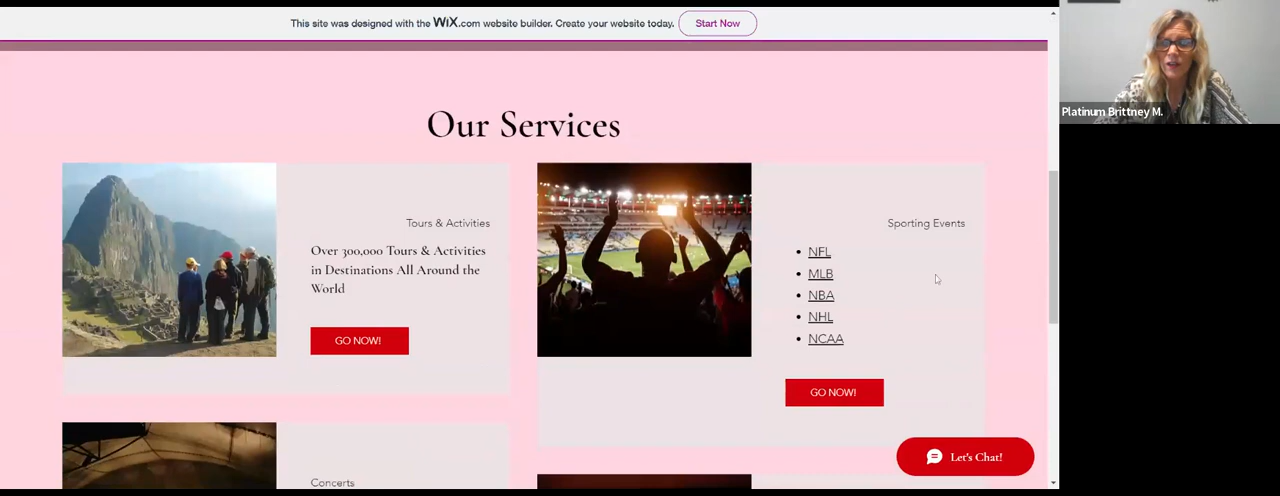 This site was designed with the WiX.com website builder. Create your website today.
Start Now
Platinum Brittney M.
Our Services
Tours & Activities
Over 300,000 Tours & Activities
in Destinations All Around the
World
GO NOW!
Sporting Events
NFL
MLB
NBA
NHL
NCAA
GO NOW!
Let's Chat!
Concerts